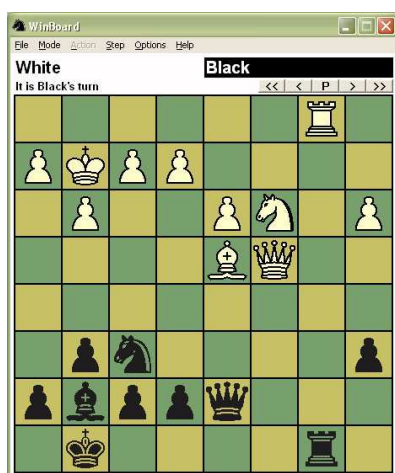 WinBoard
File Mode Action Step Options Help
White Black
It is Black's turn << < P > >>